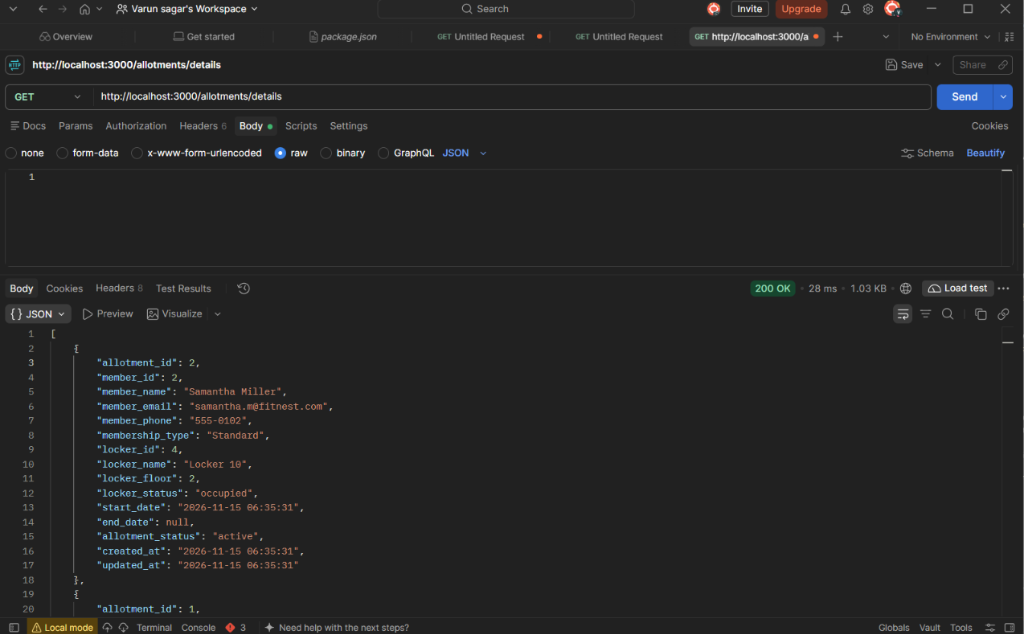 Varun sagar's Workspace Search Invite Upgrade
Overview Get started package.json GET Untitled Request GET Untitled Request GET http://localhost:3000/a No Environment
http://localhost:3000/allotments/details Save Share
GET http://localhost:3000/allotments/details Send
Docs Params Authorization Headers 6 Body Scripts Settings Cookies
none form-data x-www-form-urlencoded raw binary GraphQL JSON Schema Beautify
1
Body Cookies Headers 8 Test Results 200 OK 28 ms 1.03 KB Load test
{ } JSON Preview Visualize
1 [
2 {
3 "allotment_id": 2,
4 "member_id": 2,
5 "member_name": "Samantha Miller",
6 "member_email": "samantha.m@fitnest.com",
7 "member_phone": "555-0102",
8 "membership_type": "Standard",
9 "locker_id": 4,
10 "locker_name": "Locker 10",
11 "locker_floor": 2,
12 "locker_status": "occupied",
13 "start_date": "2026-11-15 06:35:31",
14 "end_date": null,
15 "allotment_status": "active",
16 "created_at": "2026-11-15 06:35:31",
17 "updated_at": "2026-11-15 06:35:31"
18 },
19 {
20 "allotment_id": 1,
Local mode Terminal Console 3 Need help with the next steps? Globals Vault Tools